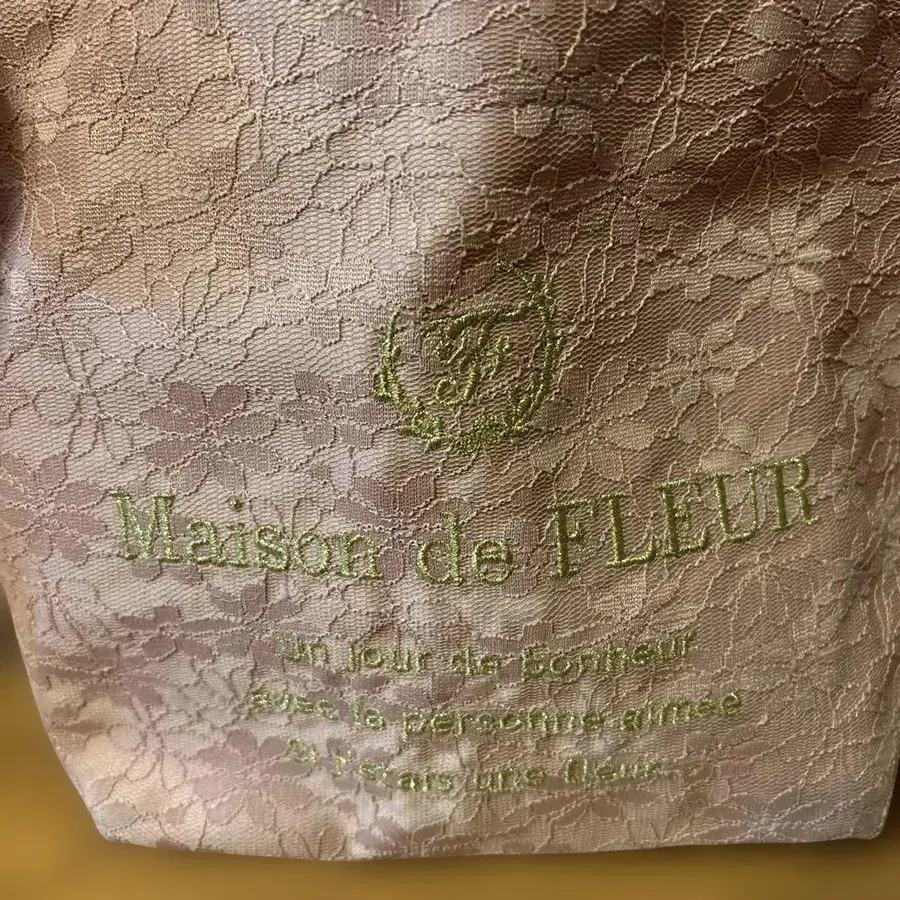 F
Maison de FLEUR
un jour de bonheur
avec la personne aimée
si j'étais une fleur...